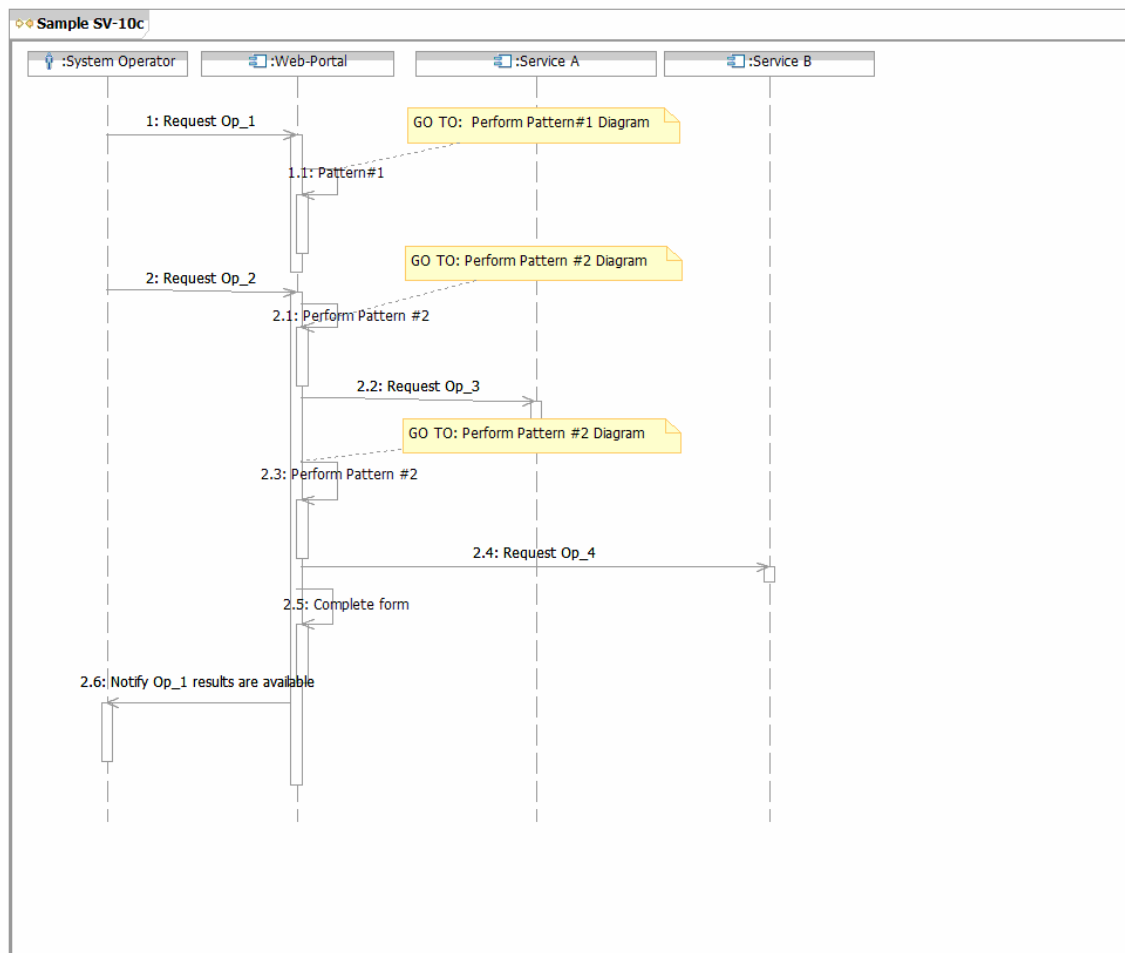 Sample SV-10c
:System Operator
:Web-Portal
:Service A
:Service B
1: Request Op_1
GO TO:  Perform Pattern#1 Diagram
1.1: Pattern#1
GO TO: Perform Pattern #2 Diagram
2: Request Op_2
2.1: Perform Pattern #2
2.2: Request Op_3
GO TO: Perform Pattern #2 Diagram
2.3: Perform Pattern #2
2.4: Request Op_4
2.5: Complete form
2.6: Notify Op_1 results are available